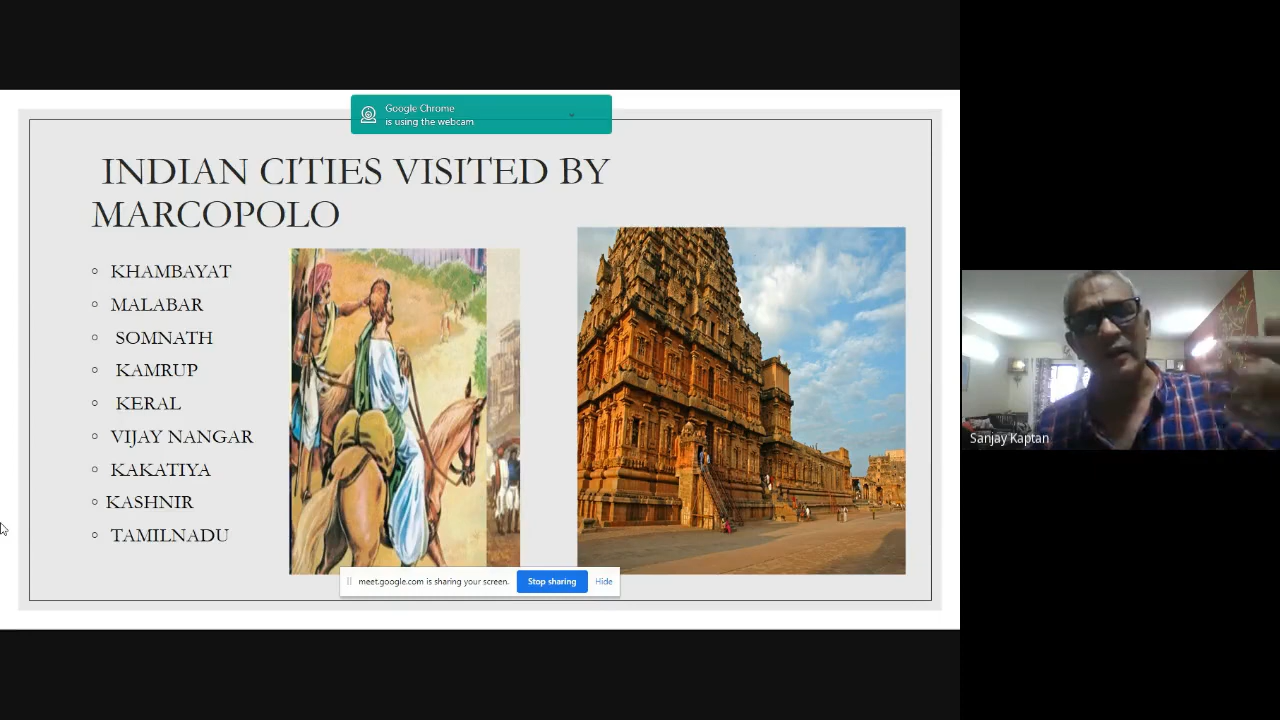 Google Chrome
is using the webcam
INDIAN CITIES VISITED BY
MARCOPOLO
KHAMBAYAT
MALABAR
SOMNATH
KAMRUP
KERAL
VIJAY NANGAR
KAKATIYA
KASHNIR
TAMILNADU
meet.google.com is sharing your screen. Stop sharing Hide
Sanjay Kaptan